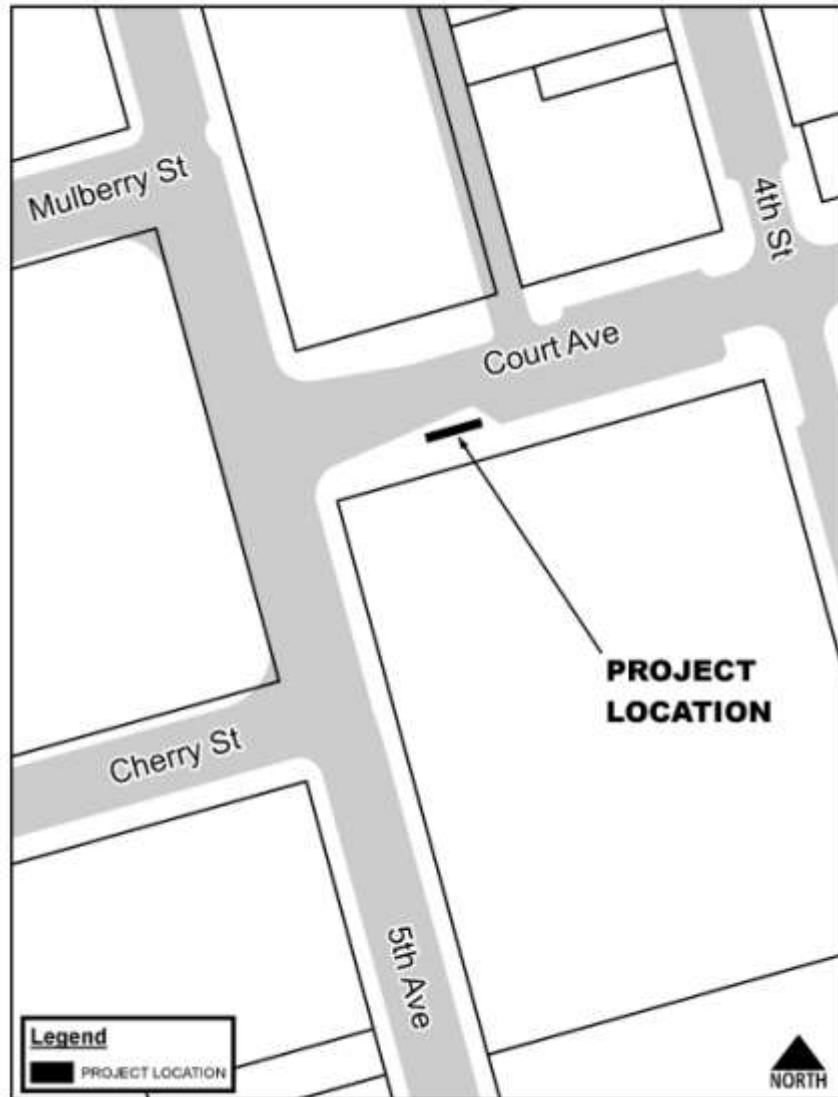 Mulberry St
4th St
Court Ave
PROJECT
LOCATION
Cherry St
5th Ave
Legend
PROJECT LOCATION
NORTH